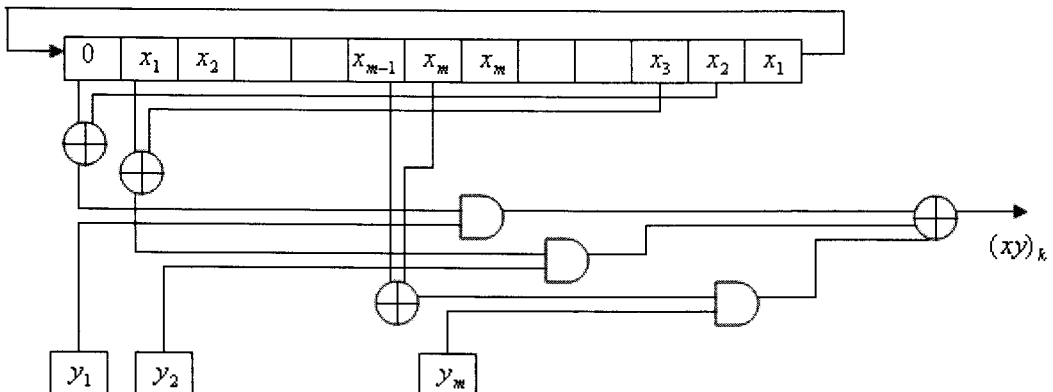 0 x₁ x₂ xₘ₋₁ xₘ xₘ x₃ x₂ x₁
(xy)ₖ
y₁ y₂ yₘ